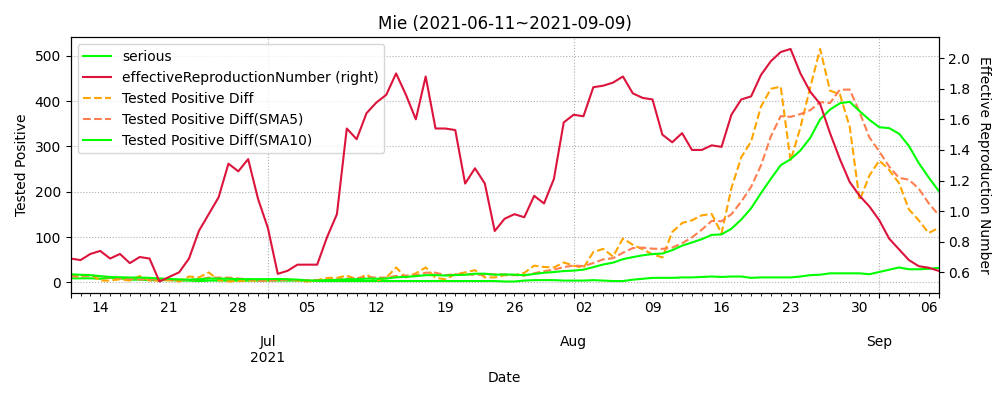 Mie (2021-06-11~2021-09-09)
serious
effectiveReproductionNumber (right)
Tested Positive Diff
Tested Positive Diff(SMA5)
Tested Positive Diff(SMA10)
Tested Positive
500
400
300
200
100
0
2.0
1.8
1.6
1.4
1.2
1.0
0.8
0.6
Effective Reproduction Number
14 21 28 05 12 19 26 02 09 16 23 30 06
Jul Aug Sep
2021
Date